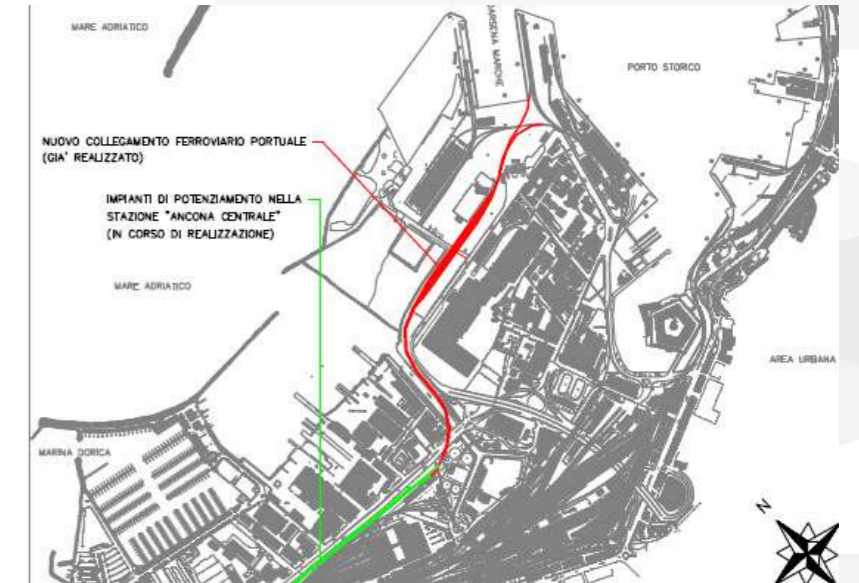 MARE ADRIATICO
DARSENA MARCHE
PORTO STORICO
NUOVO COLLEGAMENTO FERROVIARIO PORTUALE
(GIA' REALIZZATO)
IMPIANTI DI POTENZIAMENTO NELLA
STAZIONE "ANCONA CENTRALE"
(IN CORSO DI REALIZZAZIONE)
MARE ADRIATICO
AREA URBANA
MARINA DORICA
N